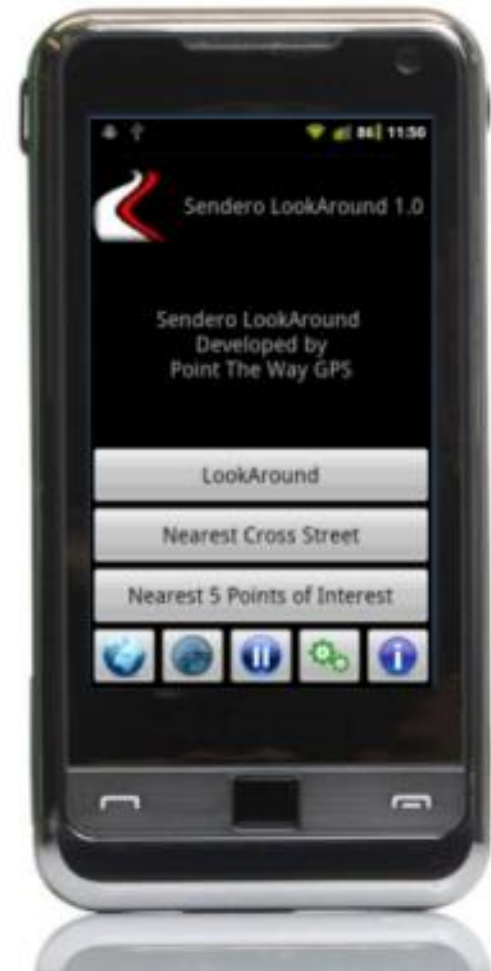 86 11:50
Sendero LookAround 1.0
Sendero LookAround
Developed by
Point The Way GPS
LookAround
Nearest Cross Street
Nearest 5 Points of Interest
i